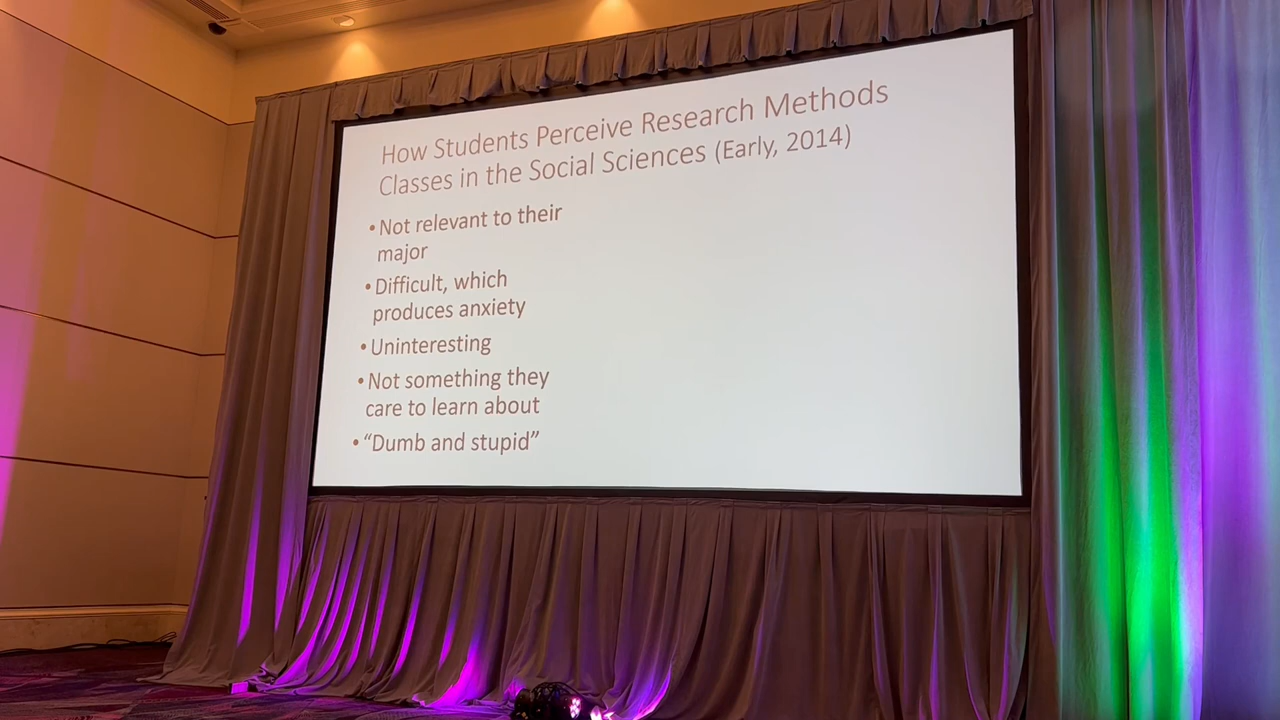 How Students Perceive Research Methods
Classes in the Social Sciences (Early, 2014)
• Not relevant to their
major
• Difficult, which
produces anxiety
• Uninteresting
• Not something they
care to learn about
• “Dumb and stupid”